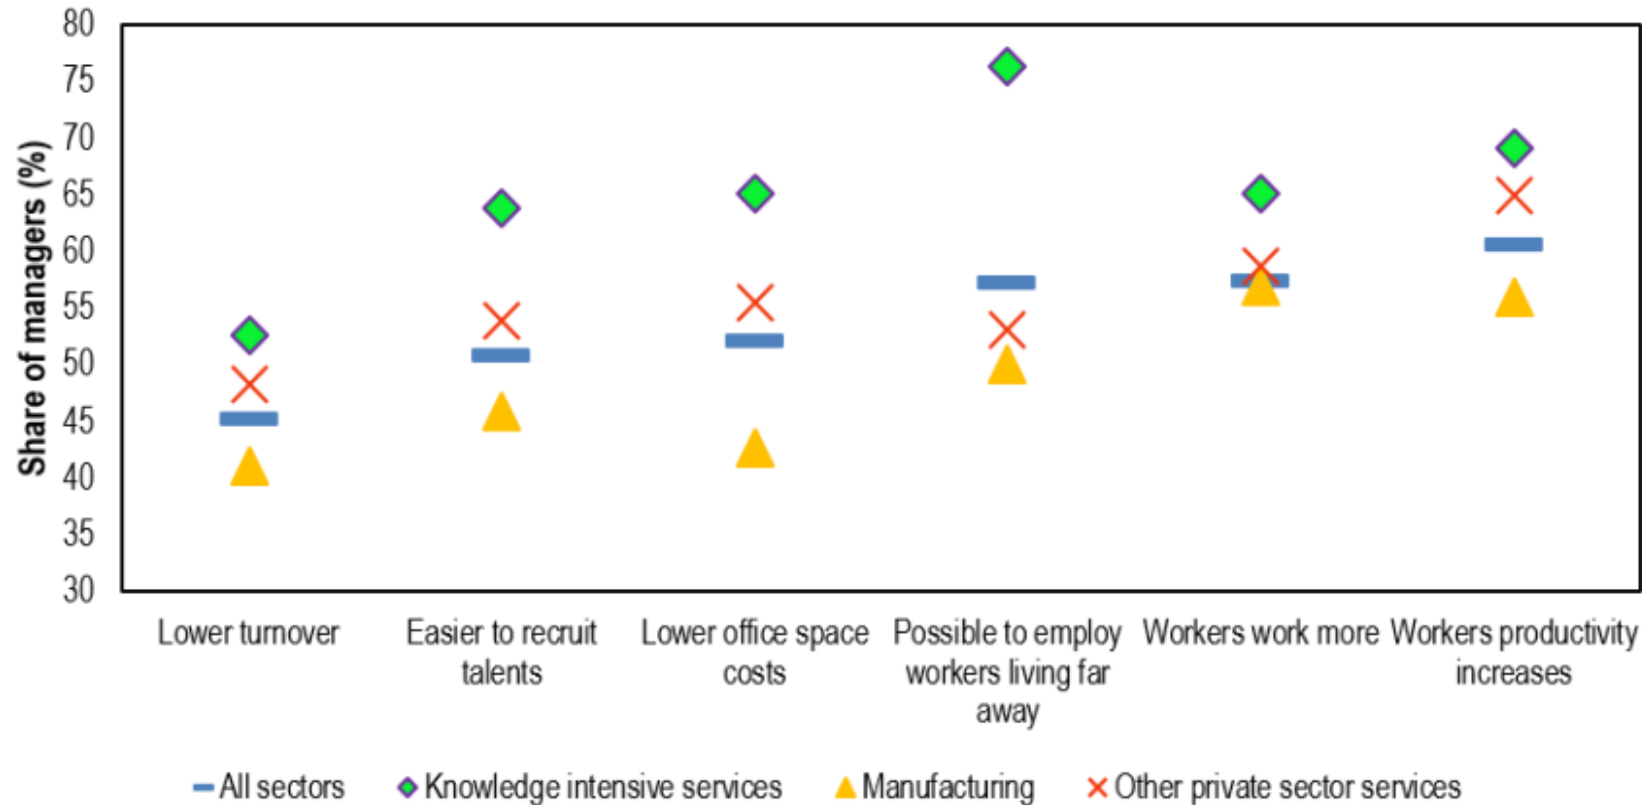 80
75
70
65
60
55
50
45
40
35
30
Share of managers (%)
Lower turnover
Easier to recruit
talents
Lower office space
costs
Possible to employ
workers living far
away
Workers work more
Workers productivity
increases
All sectors
Knowledge intensive services
Manufacturing
Other private sector services